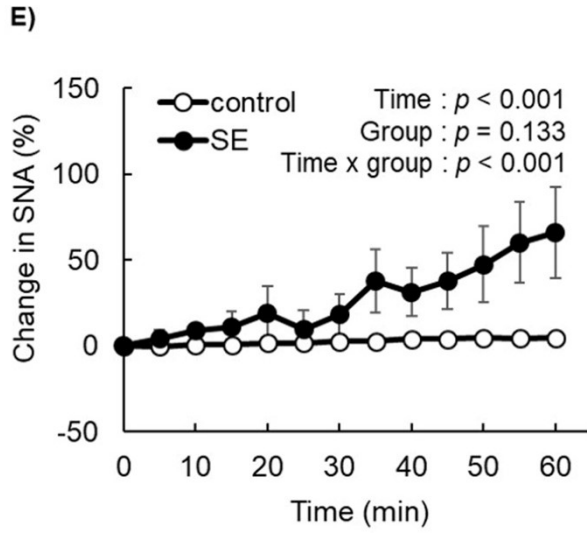 E)
150
100
50
0
-50
Change in SNA (%)
control
SE
Time : p < 0.001
Group : p = 0.133
Time x group : p < 0.001
0 10 20 30 40 50 60
Time (min)